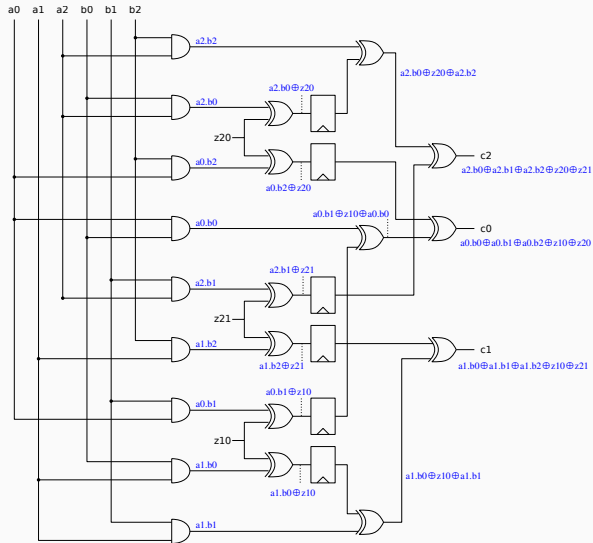 a0 a1 a2 b0 b1 b2
a2.b2
a2.b0⊕z20⊕a2.b2
a2.b0⊕z20
a2.b0
z20
c2
a2.b0⊕a2.b1⊕a2.b2⊕z20⊕z21
a0.b2
a0.b2⊕z20
a0.b1⊕z10⊕a0.b0
a0.b0
c0
a0.b0⊕a0.b1⊕a0.b2⊕z10⊕z20
a2.b1⊕z21
a2.b1
z21
a1.b2
c1
a1.b2⊕z21
a1.b0⊕a1.b1⊕a1.b2⊕z10⊕z21
a0.b1⊕z10
a0.b1
z10
a1.b0
a1.b0⊕z10⊕a1.b1
a1.b0⊕z10
a1.b1